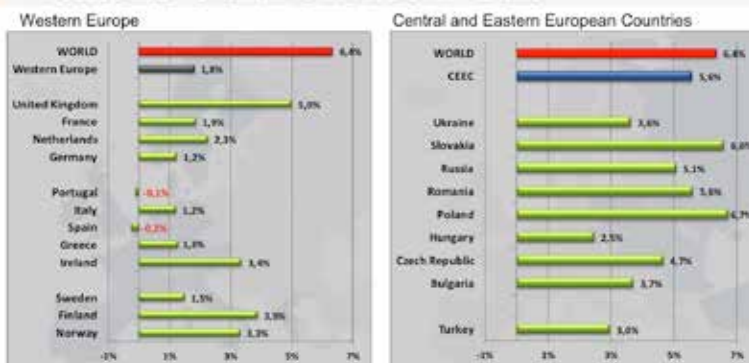 Western Europe
WORLD 6,4%
Western Europe 1,8%
United Kingdom 5,0%
France 1,9%
Netherlands 2,3%
Germany 1,2%
Portugal -0,1%
Italy 1,2%
Spain -0,2%
Greece 1,3%
Ireland 3,4%
Sweden 1,5%
Finland 3,9%
Norway 3,3%
-1% 1% 3% 5% 7%
Central and Eastern European Countries
WORLD 6,4%
CEEC 5,6%
Ukraine 3,6%
Slovakia
Russia 5,1%
Romania 5,6%
Poland 6,7%
Hungary 2,5%
Czech Republic 4,7%
Bulgaria 3,7%
Turkey 3,0%
-1% 1% 3% 5% 7%